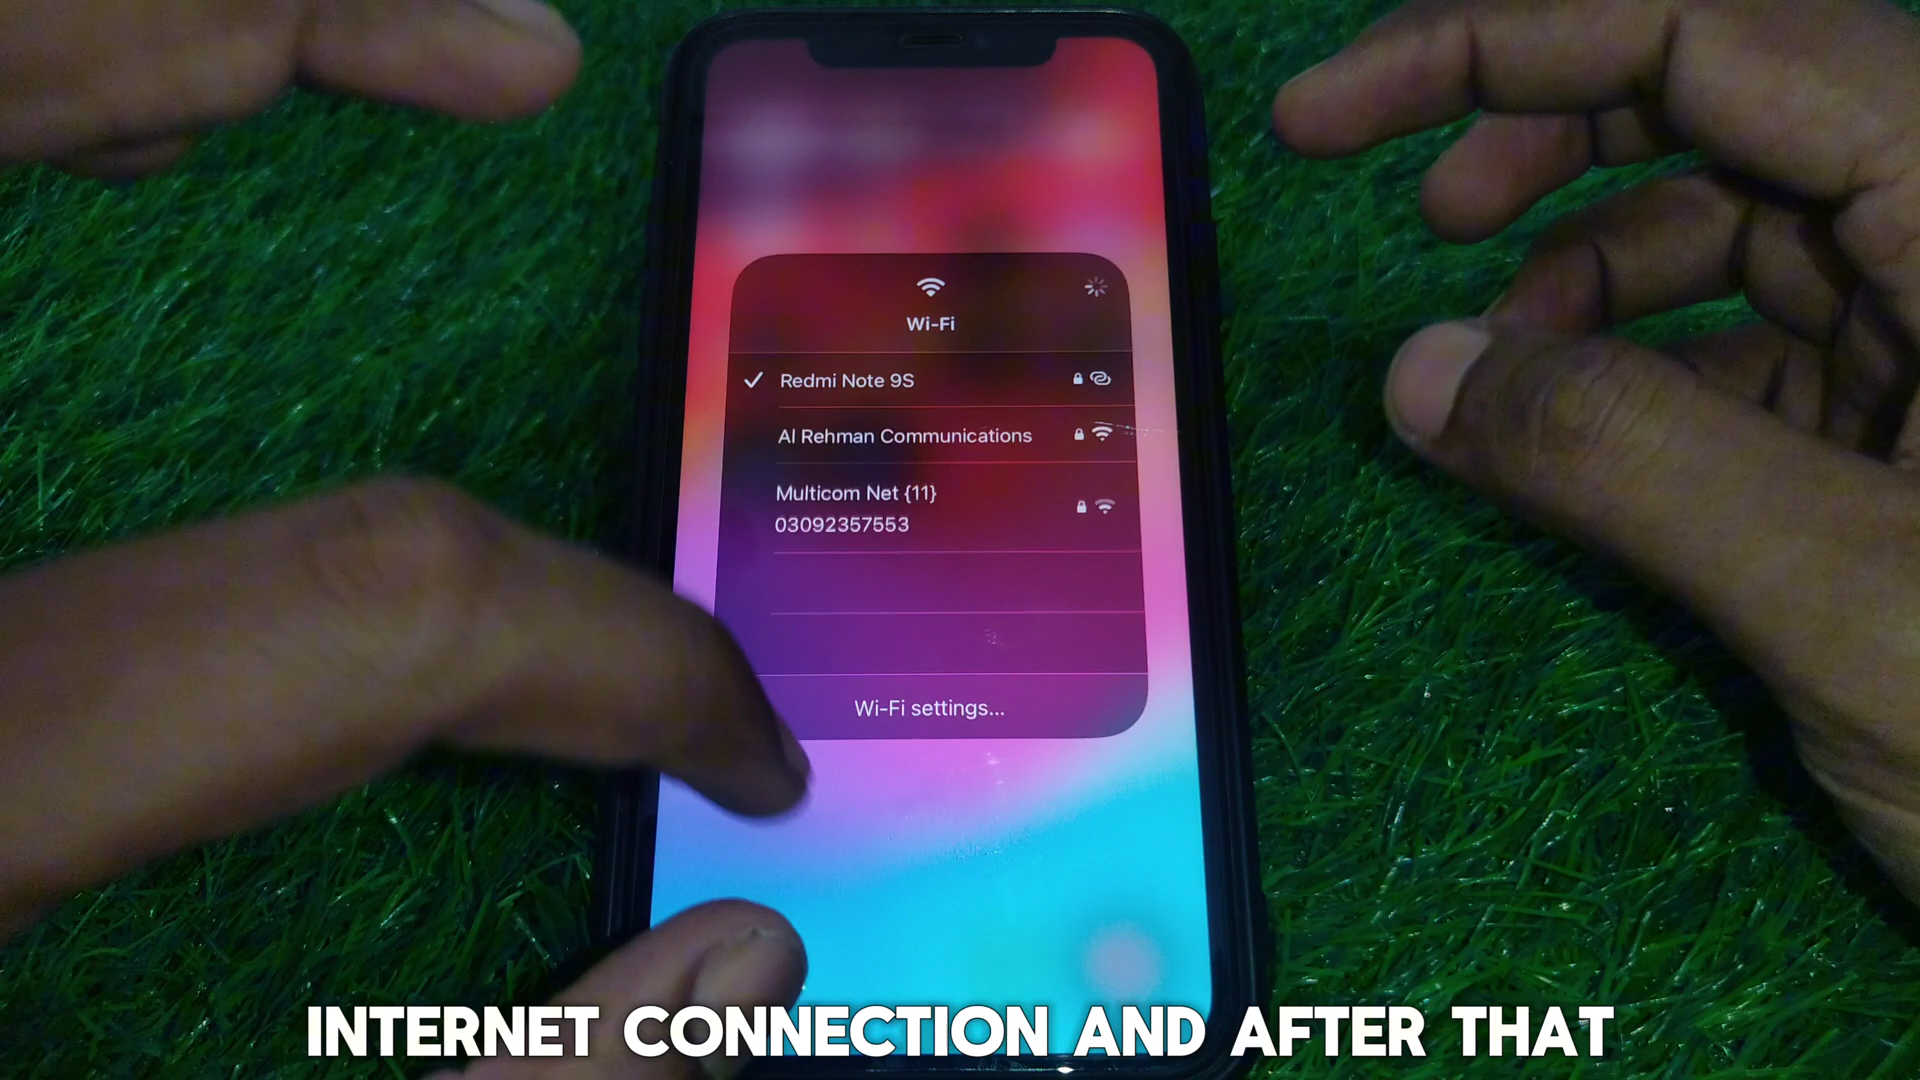 Wi-Fi
Redmi Note 9S
Al Rehman Communications
Multicom Net {11}
03092357553
Wi-Fi settings...
INTERNET CONNECTION AND AFTER THAT